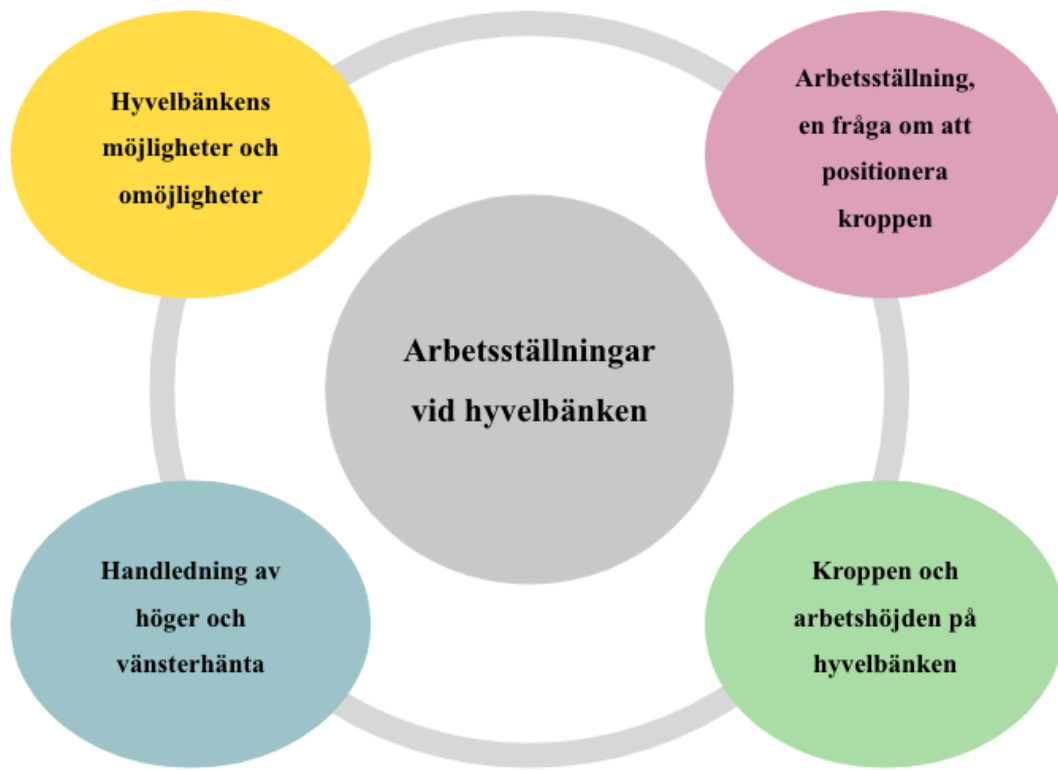 Hyvelbänkens
möjligheter och
omöjligheter
Arbetsställning,
en fråga om att
positionera
kroppen
Arbetsställningar
vid hyvelbänken
Handledning av
höger och
vänsterhänta
Kroppen och
arbetshöjden på
hyvelbänken